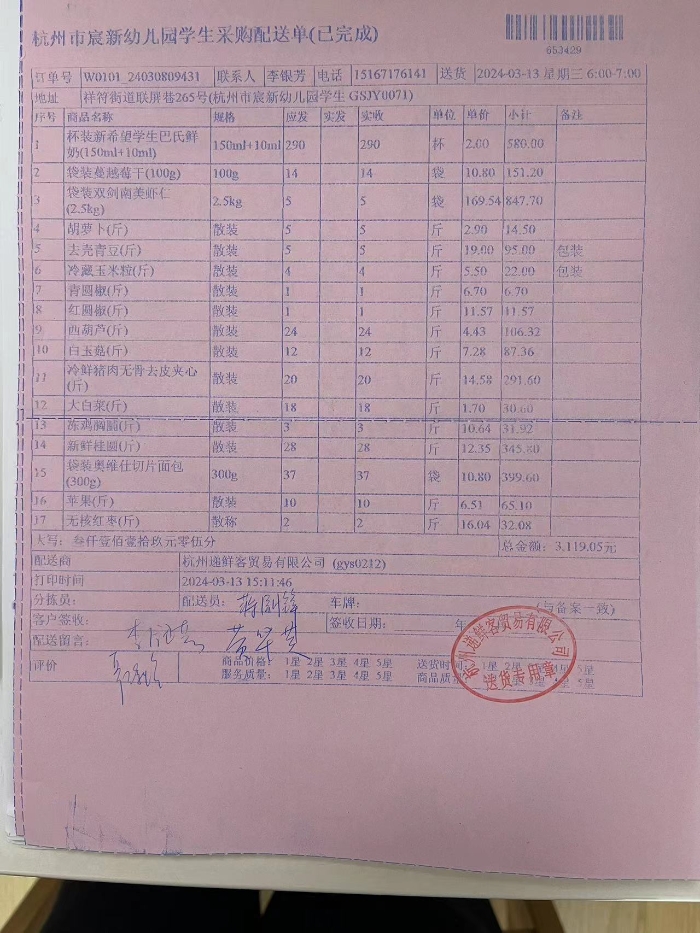 杭州市宸新幼儿园学生采购配送单(已完成)
653429
订单号 W0101_24030809431 联系人 李银芳 电话 15167176141 送货 2024-03-13 星期三 6:00-7:00
地址 祥符街道联屏巷265号(杭州市宸新幼儿园学生 GSJY0071)
序号 商品名称 规格 应发 实发 实收 单位 单价 小计 备注
1 杯装新希望学生巴氏鲜奶(150ml+10ml) 150ml+10ml 290 290 杯 2.00 580.00
2 袋装蔓越莓干(100g) 100g 14 14 袋 10.80 151.20
3 袋装双剑南美虾仁(2.5kg) 2.5kg 5 5 袋 169.54 847.70
4 胡萝卜(斤) 散装 5 5 斤 2.90 14.50
5 去壳青豆(斤) 散装 5 5 斤 19.00 95.00 包装
6 冷藏玉米粒(斤) 散装 4 4 斤 5.50 22.00 包装
7 青圆椒(斤) 散装 1 1 斤 6.70 6.70
8 红圆椒(斤) 散装 1 1 斤 11.57 11.57
9 西葫芦(斤) 散装 24 24 斤 4.43 106.32
10 白玉菇(斤) 散装 12 12 斤 7.28 87.36
11 冷鲜猪肉无骨去皮夹心(斤) 散装 20 20 斤 14.58 291.60
12 大白菜(斤) 散装 18 18 斤 1.70 30.60
13 冻鸡胸脯(斤) 散装 3 3 斤 10.64 31.92
14 新鲜桂圆(斤) 散装 28 28 斤 12.35 345.80
15 袋装奥维仕切片面包(300g) 300g 37 37 袋 10.80 399.60
16 苹果(斤) 散装 10 10 斤 6.51 65.10
17 无核红枣(斤) 散称 2 2 斤 16.04 32.08
大写: 叁仟壹佰壹拾玖元零伍分 总金额: 3,119.05元
配送商 杭州递鲜客贸易有限公司 (gys0212)
打印时间 2024-03-13 15:11:46
分拣员: 配送员: 车牌: (与备案一致)
客户签收: 签收日期: 年
配送留言:
评价 商品价格: 1星 2星 3星 4星 5星 送货时间: 1星 2星 3星 4星 5星
服务质量: 1星 2星 3星 4星 5星 商品质 星 4星 5星
杭州递鲜客贸易有限公司
送货专用章